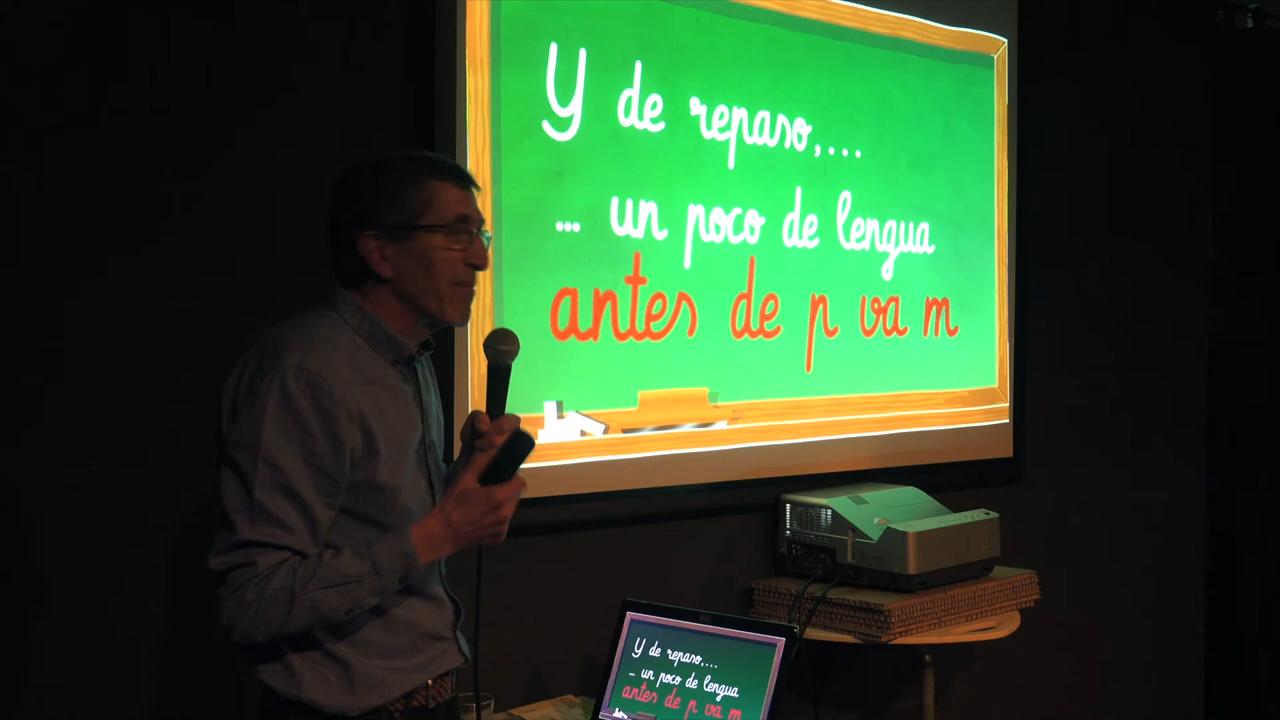 Y de repaso,...
... un poco de lengua
antes de p va m
Y de repaso,...
... un poco de lengua
antes de p va m